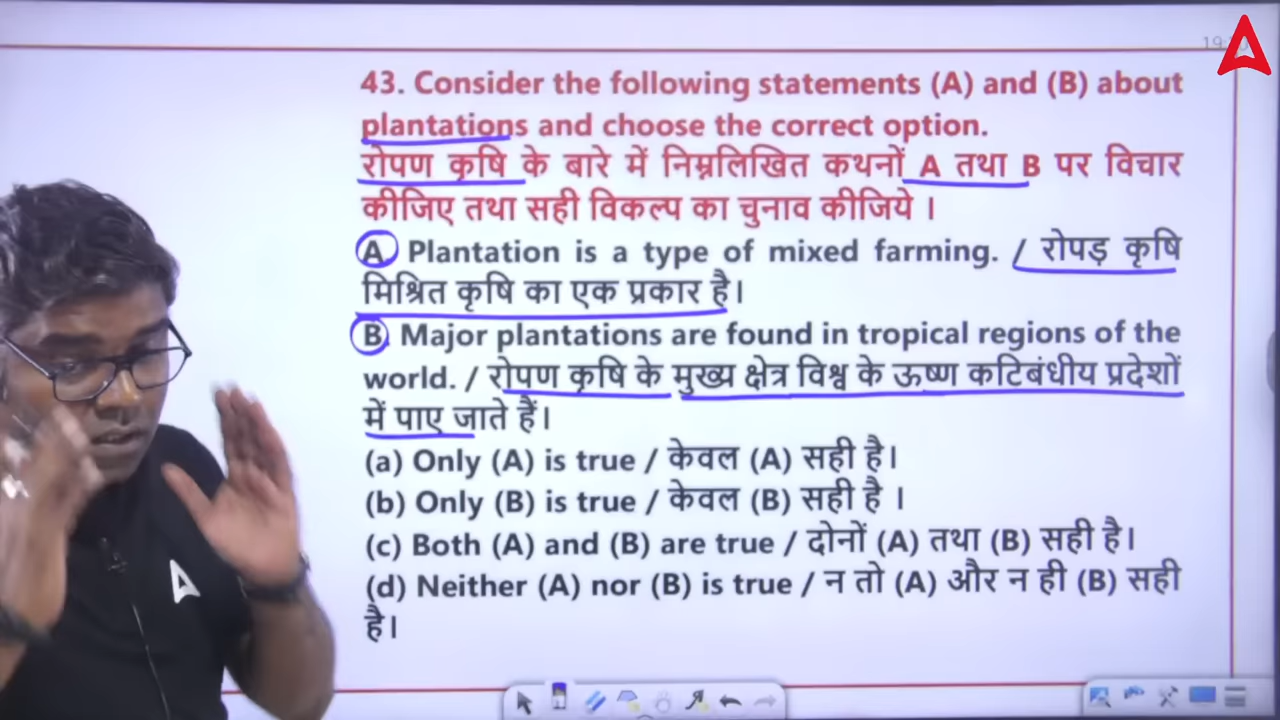 43. Consider the following statements (A) and (B) about
plantations and choose the correct option.
रोपण कृषि के बारे में निम्नलिखित कथनों A तथा B पर विचार
कीजिए तथा सही विकल्प का चुनाव कीजिये ।
A. Plantation is a type of mixed farming. / रोपड़ कृषि
मिश्रित कृषि का एक प्रकार है।
B. Major plantations are found in tropical regions of the
world. / रोपण कृषि के मुख्य क्षेत्र विश्व के ऊष्ण कटिबंधीय प्रदेशों
में पाए जाते हैं।
(a) Only (A) is true / केवल (A) सही है।
(b) Only (B) is true / केवल (B) सही है ।
(c) Both (A) and (B) are true / दोनों (A) तथा (B) सही है।
(d) Neither (A) nor (B) is true / न तो (A) और न ही (B) सही
है।